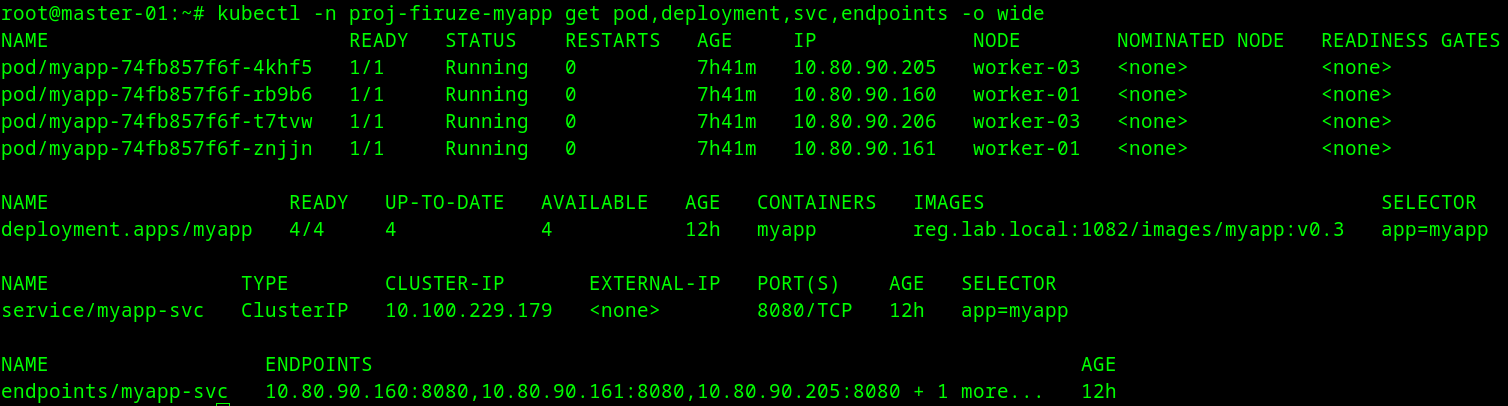 root@master-01:~# kubectl -n proj-firuze-myapp get pod,deployment,svc,endpoints -o wide
NAME                         READY   STATUS    RESTARTS   AGE     IP             NODE        NOMINATED NODE   READINESS GATES
pod/myapp-74fb857f6f-4khf5   1/1     Running   0          7h41m   10.80.90.205   worker-03   <none>           <none>
pod/myapp-74fb857f6f-rb9b6   1/1     Running   0          7h41m   10.80.90.160   worker-01   <none>           <none>
pod/myapp-74fb857f6f-t7tvw   1/1     Running   0          7h41m   10.80.90.206   worker-03   <none>           <none>
pod/myapp-74fb857f6f-znjjn   1/1     Running   0          7h41m   10.80.90.161   worker-01   <none>           <none>

NAME                    READY   UP-TO-DATE   AVAILABLE   AGE   CONTAINERS   IMAGES                                 SELECTOR
deployment.apps/myapp   4/4     4            4           12h   myapp        reg.lab.local:1082/images/myapp:v0.3   app=myapp

NAME                TYPE        CLUSTER-IP       EXTERNAL-IP   PORT(S)    AGE   SELECTOR
service/myapp-svc   ClusterIP   10.100.229.179   <none>        8080/TCP   12h   app=myapp

NAME                  ENDPOINTS                                                           AGE
endpoints/myapp-svc   10.80.90.160:8080,10.80.90.161:8080,10.80.90.205:8080 + 1 more...   12h